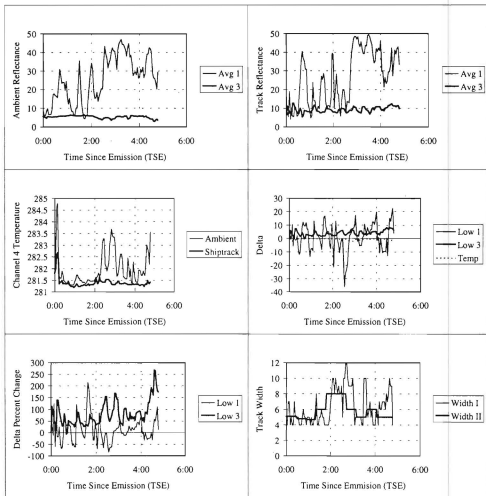 Ambient Reflectance
50
40
30
20
10
0
0:00 2:00 4:00 6:00
Time Since Emission (TSE)
Avg 1
Avg 3
Track Reflectance
50
40
30
20
10
0
0:00 2:00 4:00 6:00
Time Since Emission (TSE)
Avg 1
Avg 3
Channel 4 Temperature
285
284.5
284
283.5
283
282.5
282
281.5
281
0:00 2:00 4:00 6:00
Time Since Emission (TSE)
Ambient
Shiptrack
Delta
30
20
10
0
-10
-20
-30
-40
0:00 2:00 4:00 6:00
Time Since Emission (TSE)
Low 1
Low 3
Temp
Delta Percent Change
300
250
200
150
100
50
0
-50
-100
0:00 2:00 4:00 6:00
Time Since Emission (TSE)
Low 1
Low 3
Track Width
12
10
8
6
4
2
0
0:00 2:00 4:00 6:00
Time Since Emmission (TSE)
Width I
Width II